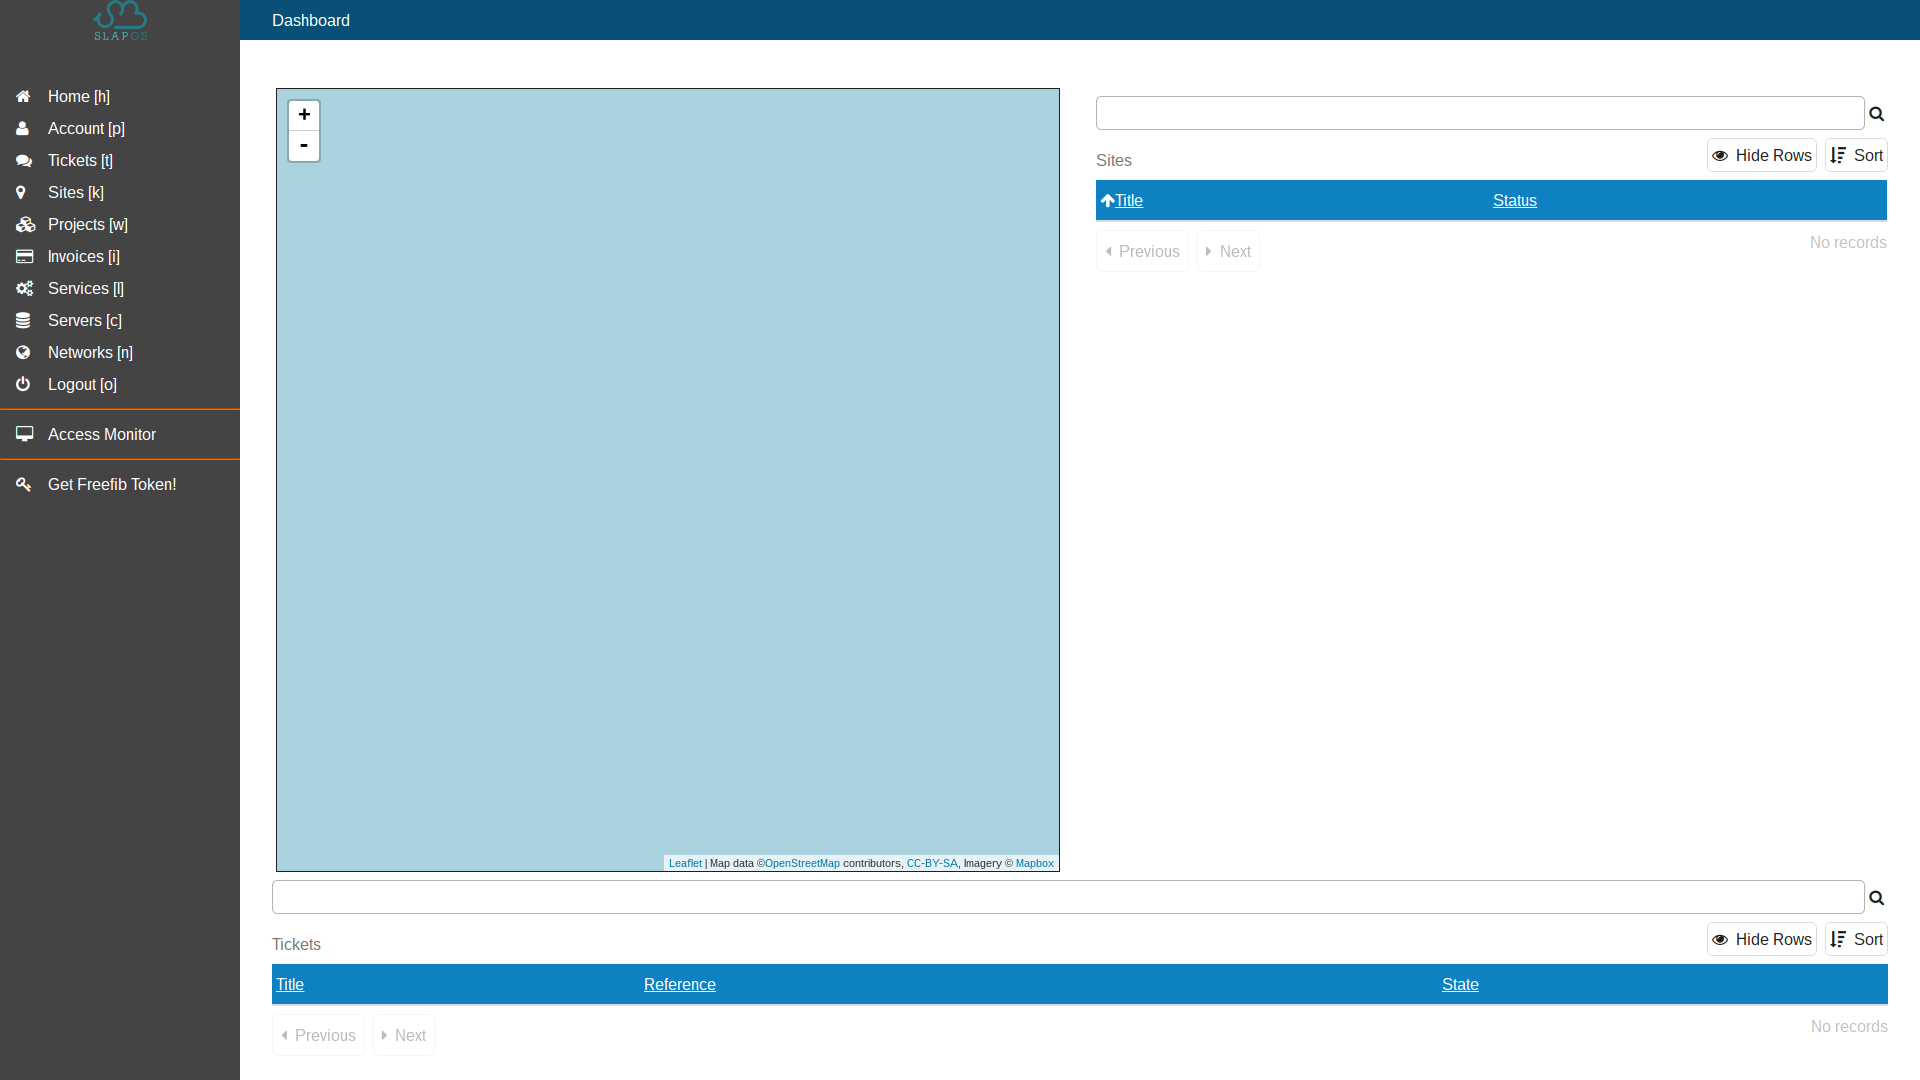 SLAPOS
Dashboard
Home [h]
Account [p]
Tickets [t]
Sites [k]
Projects [w]
Invoices [i]
Services [l]
Servers [c]
Networks [n]
Logout [o]
Access Monitor
Get Freefib Token!
+
-
Leaflet | Map data ©OpenStreetMap contributors, CC-BY-SA, Imagery © Mapbox
Sites
Hide Rows Sort
Title Status
Previous Next No records
Tickets
Hide Rows Sort
Title Reference State
Previous Next No records